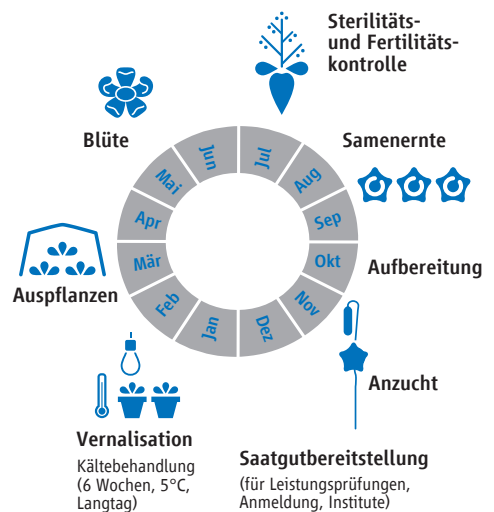 Sterilitäts-
und Fertilitäts-
kontrolle
Blüte
Samenernte
Jun
Jul
Mai
Aug
Apr
Sep
Mär
Okt
Aufbereitung
Auspflanzen
Feb
Nov
Jan
Dez
Anzucht
Vernalisation
Kältebehandlung
(6 Wochen, 5°C,
Langtag)
Saatgutbereitstellung
(für Leistungsprüfungen,
Anmeldung, Institute)